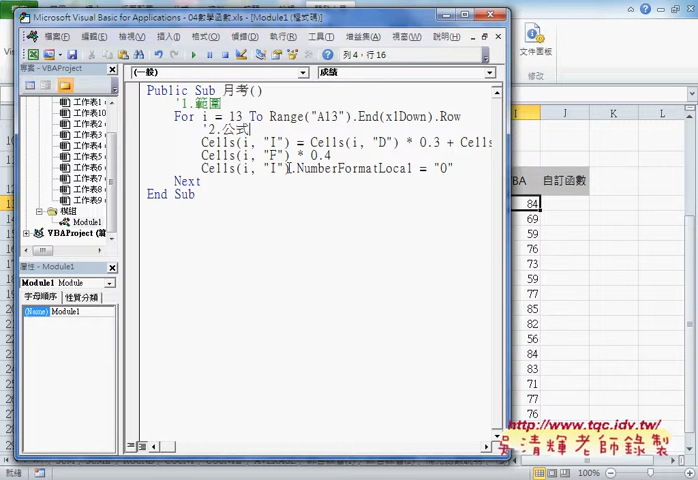 Microsoft Visual Basic for Applications - 04數學函數.xls - [Module1 (程式碼)]
檔案(F) 編輯(E) 檢視(V) 插入(I) 格式(O) 偵錯(D) 執行(R) 工具(T) 增益集(A) 視窗(W) 說明(H)
列 4，行 16
專案 - VBAProject
(一般)
成績
工作表1
工作表10
工作表2
工作表3
工作表4
工作表5
工作表6
工作表7
工作表8
工作表9
模組
Module1
VBAProject
屬性 - Module1
Module1 Module
字母順序 性質分類
(Name) Module1
Public Sub 月考()
'1.範圍
For i = 13 To Range("A13").End(xlDown).Row
'2.公式
Cells(i, "I") = Cells(i, "D") * 0.3 + Cells
Cells(i, "F") * 0.4
Cells(i, "I").NumberFormatLocal = "0"
Next
End Sub
文件面板
修改
I J K L
BA 自訂函數
84
69
59
76
73
59
85
82
56
84
83
71
77
76
http://www.tqc.idv.tw/
吳清輝老師錄製
就緒
100%